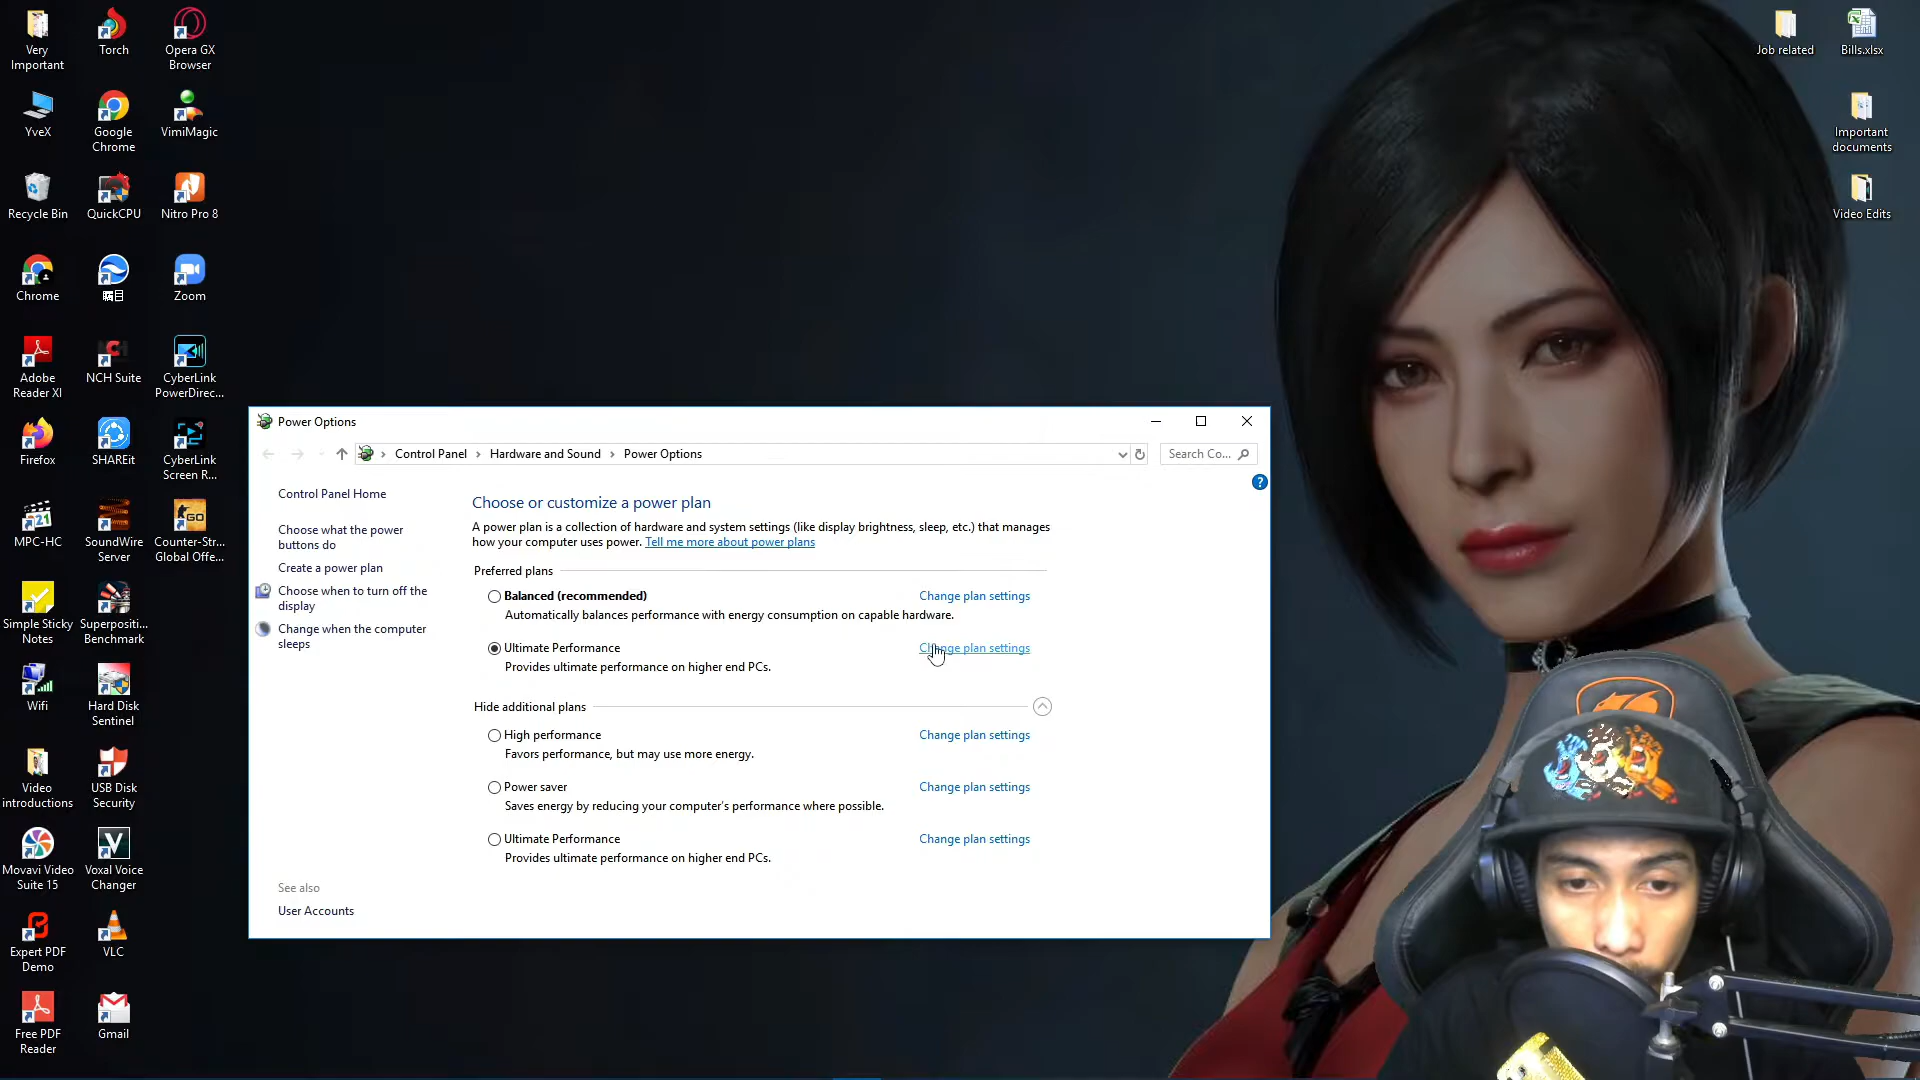 Very
Important
Torch
Opera GX
Browser
YveX
Google
Chrome
VimiMagic
Recycle Bin
QuickCPU
Nitro Pro 8
Chrome
瞩目
Zoom
Adobe
Reader XI
NCH Suite
CyberLink
PowerDirec...
Firefox
SHAREit
CyberLink
Screen R...
MPC-HC
SoundWire
Server
Counter-Str...
Global Offe...
Simple Sticky
Notes
Superpositi...
Benchmark
Wifi
Hard Disk
Sentinel
Video
introductions
USB Disk
Security
Movavi Video
Suite 15
Voxal Voice
Changer
Expert PDF
Demo
VLC
Free PDF
Reader
Gmail
Job related
Bills.xlsx
Important
documents
Video Edits
Power Options
Control Panel
Hardware and Sound
Power Options
Search Co...
Control Panel Home
Choose what the power
buttons do
Create a power plan
Choose when to turn off the
display
Change when the computer
sleeps
See also
User Accounts
Choose or customize a power plan
A power plan is a collection of hardware and system settings (like display brightness, sleep, etc.) that manages
how your computer uses power. Tell me more about power plans
Preferred plans
Balanced (recommended) Change plan settings
Automatically balances performance with energy consumption on capable hardware.
Ultimate Performance Change plan settings
Provides ultimate performance on higher end PCs.
Hide additional plans
High performance Change plan settings
Favors performance, but may use more energy.
Power saver Change plan settings
Saves energy by reducing your computer's performance where possible.
Ultimate Performance Change plan settings
Provides ultimate performance on higher end PCs.